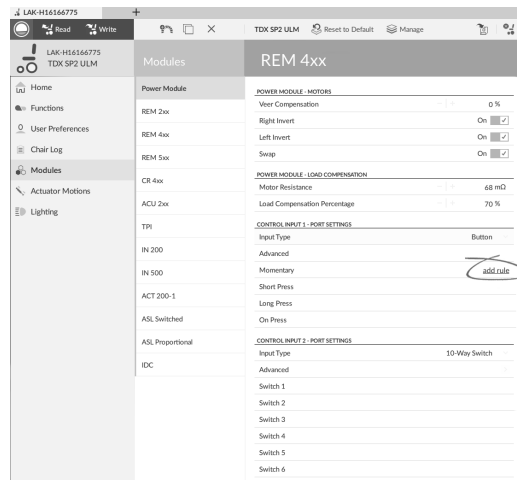 LAK-H16166775
+
Read
Write
TDX SP2 ULM
Reset to Default
Manage
LAK-H16166775
TDX SP2 ULM
Home
Functions
User Preferences
Chair Log
Modules
Actuator Motions
Lighting
Modules
Power Module
REM 2xx
REM 4xx
REM 5xx
CR 4xx
ACU 2xx
TPI
IN 200
IN 500
ACT 200-1
ASL Switched
ASL Proportional
IDC
REM 4xx
POWER MODULE - MOTORS
Veer Compensation − + 0 %
Right Invert On
Left Invert On
Swap On
POWER MODULE - LOAD COMPENSATION
Motor Resistance − + 68 mΩ
Load Compensation Percentage − + 70 %
CONTROL INPUT 1 - PORT SETTINGS
Input Type Button
Advanced
Momentary add rule
Short Press
Long Press
On Press
CONTROL INPUT 2 - PORT SETTINGS
Input Type 10-Way Switch
Advanced
Switch 1
Switch 2
Switch 3
Switch 4
Switch 5
Switch 6